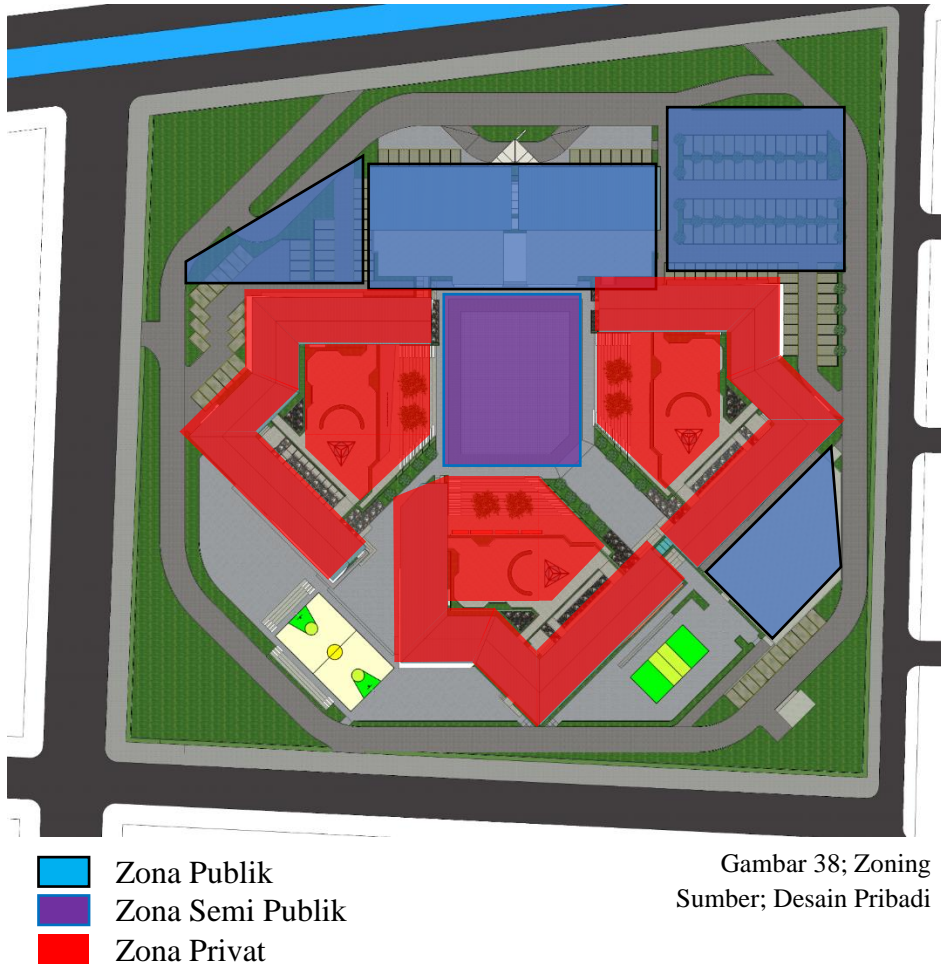 Zona Publik
Zona Semi Publik
Zona Privat
Gambar 38; Zoning
Sumber; Desain Pribadi